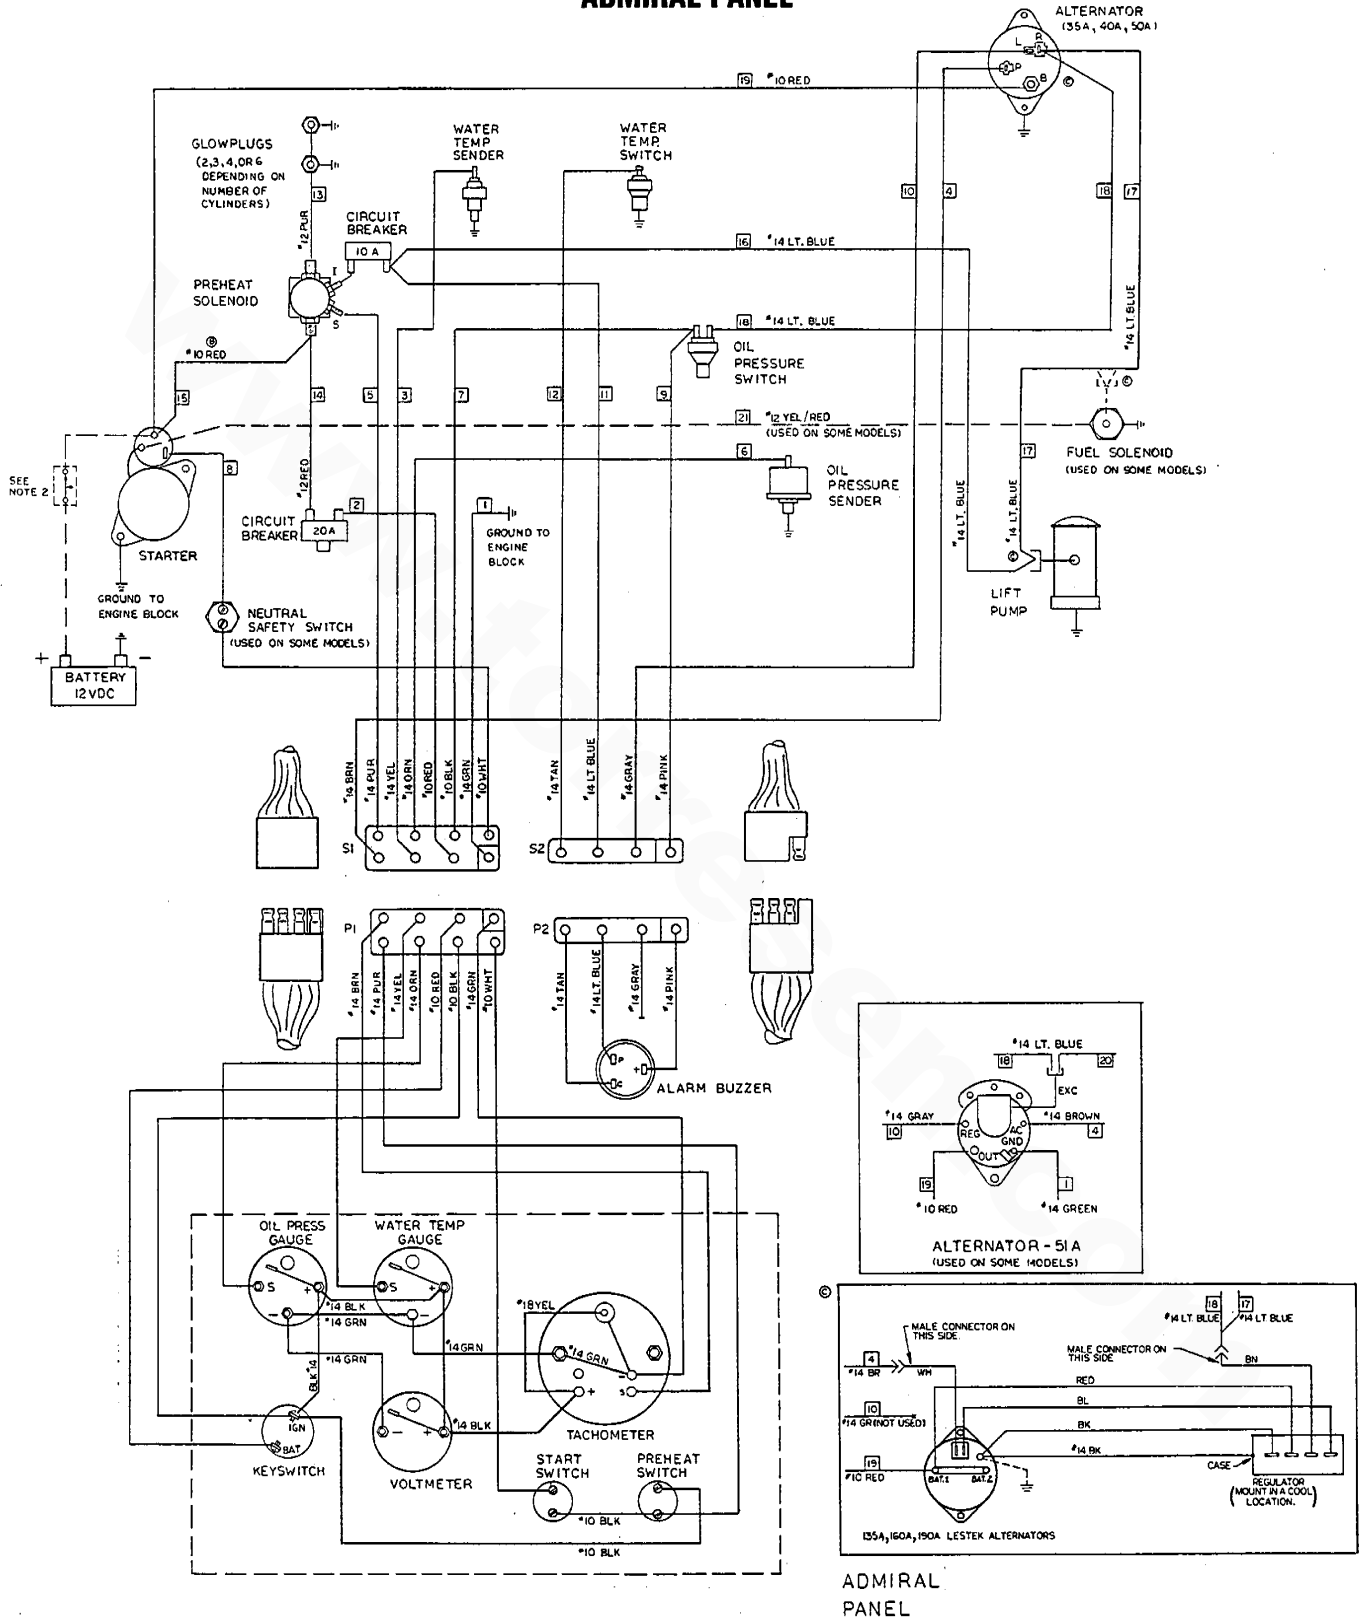 ADMIRAL PANEL
ALTERNATOR
(35A, 40A, 50A)
L
R
P
B
©
19
#10 RED
GLOWPLUGS
(2,3,4,OR 6
DEPENDING ON
NUMBER OF
CYLINDERS)
13
#12 PUR
WATER
TEMP
SENDER
WATER
TEMP.
SWITCH
10
4
18
17
CIRCUIT
BREAKER
10 A
16
#14 LT. BLUE
PREHEAT
SOLENOID
I
S
18
#14 LT. BLUE
#14 LT. BLUE
OIL
PRESSURE
SWITCH
B
#10 RED
15
14
5
3
7
12
11
9
©
21
#12 YEL/RED
(USED ON SOME MODELS)
6
FUEL SOLENOID
(USED ON SOME MODELS)
17
OIL
PRESSURE
SENDER
SEE
NOTE 2
8
#12 RED
2
1
CIRCUIT
BREAKER
20 A
GROUND TO
ENGINE
BLOCK
#14 LT. BLUE
#14 LT. BLUE
©
STARTER
LIFT
PUMP
GROUND TO
ENGINE BLOCK
NEUTRAL
SAFETY SWITCH
(USED ON SOME MODELS)
+
−
BATTERY
12 VDC
#14 BRN
#14 PUR
#14 YEL
#14 ORN
#10 RED
#10 BLK
#14 GRN
#10 WHT
#14 TAN
#14 LT BLUE
#14 GRAY
#14 PINK
S1
S2
P1
P2
#14 BRN
#14 PUR
#14 YEL
#14 ORN
#10 RED
#10 BLK
#14 GRN
#10 WHT
#14 TAN
#14 LT. BLUE
#14 GRAY
#14 PINK
P
+
C
ALARM BUZZER
#14 LT. BLUE
18
20
EXC
#14 GRAY
10
#14 BROWN
4
REG
AC
GND
OUT
19
1
#10 RED
#14 GREEN
ALTERNATOR - 51A
(USED ON SOME MODELS)
OIL PRESS
GAUGE
WATER TEMP
GAUGE
S
+
−
S
+
−
#14 BLK
#14 GRN
#18 YEL
#14 GRN
#14 GRN
#14 GRN
BLK #14
−
+
S
IGN
BAT.
KEYSWITCH
−
+
#14 BLK
VOLTMETER
TACHOMETER
START
SWITCH
PREHEAT
SWITCH
#10 BLK
#10 BLK
©
MALE CONNECTOR ON
THIS SIDE.
18
17
#14 LT. BLUE
#14 LT. BLUE
MALE CONNECTOR ON
THIS SIDE
4
#14 BR
WH
BN
RED
BL
10
#14 GR(NOT USED)
BK
#14 BK
19
#10 RED
BAT.1
BAT.2
CASE
REGULATOR
(MOUNT IN A COOL
LOCATION.)
135A, 160A, 190A LESTEK ALTERNATORS
ADMIRAL
PANEL
www.torresen.com